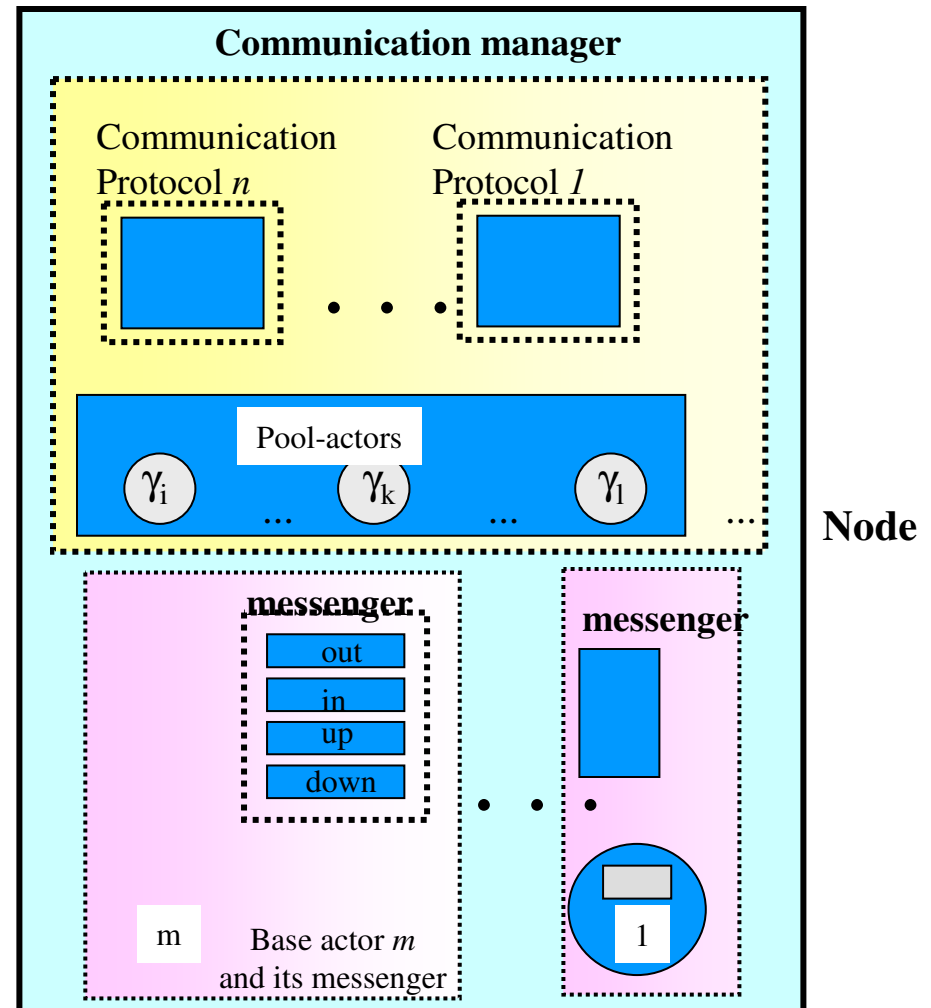 Communication manager
Communication
Protocol n
Communication
Protocol 1
. . .
Pool-actors
γi
...
γk
...
γl
...
Node
messenger
out
in
up
down
messenger
. . .
m
Base actor m
and its messenger
1